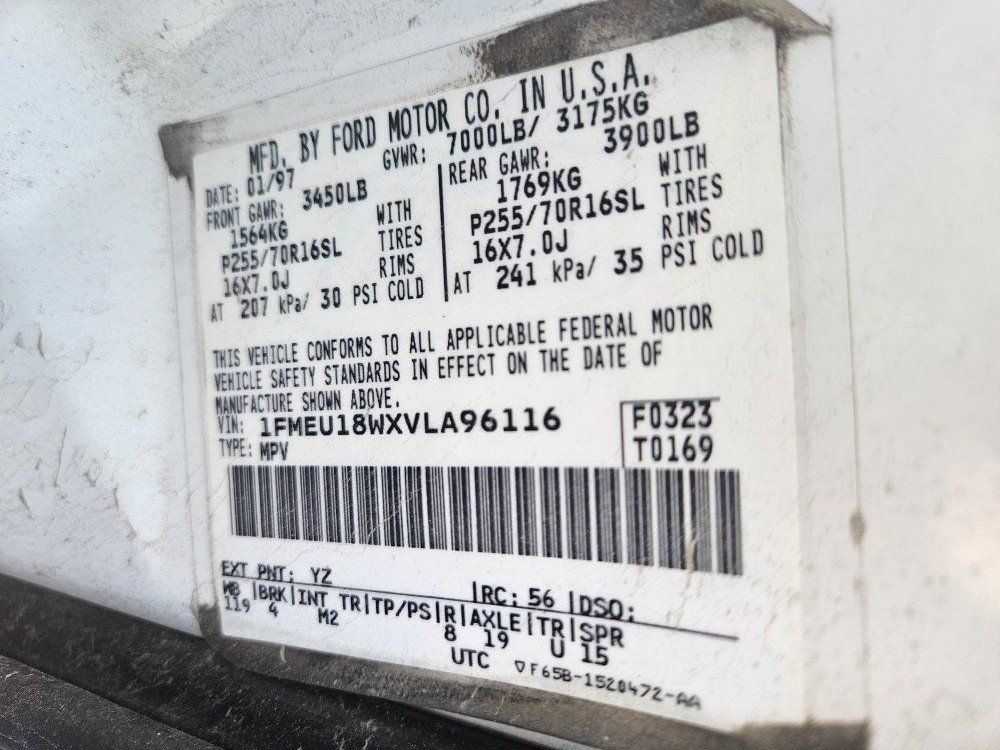 MFD. BY FORD MOTOR CO. IN U.S.A.
DATE: 01/97 GVWR: 7000LB/ 3175KG
FRONT GAWR: 3450LB REAR GAWR: 3900LB
1564KG WITH 1769KG WITH
P255/70R16SL TIRES P255/70R16SL TIRES
16X7.0J RIMS 16X7.0J RIMS
AT 207 kPa/ 30 PSI COLD AT 241 kPa/ 35 PSI COLD
THIS VEHICLE CONFORMS TO ALL APPLICABLE FEDERAL MOTOR
VEHICLE SAFETY STANDARDS IN EFFECT ON THE DATE OF
MANUFACTURE SHOWN ABOVE.
VIN: 1FMEU18WXVLA96116 F0323
TYPE: MPV T0169
EXT PNT: YZ RC: 56 DSO:
WB |BRK|INT TR|TP/PS|R|AXLE|TR|SPR
119 4 M2 8 19 U 15
UTC ▽F65B-1520472-AA